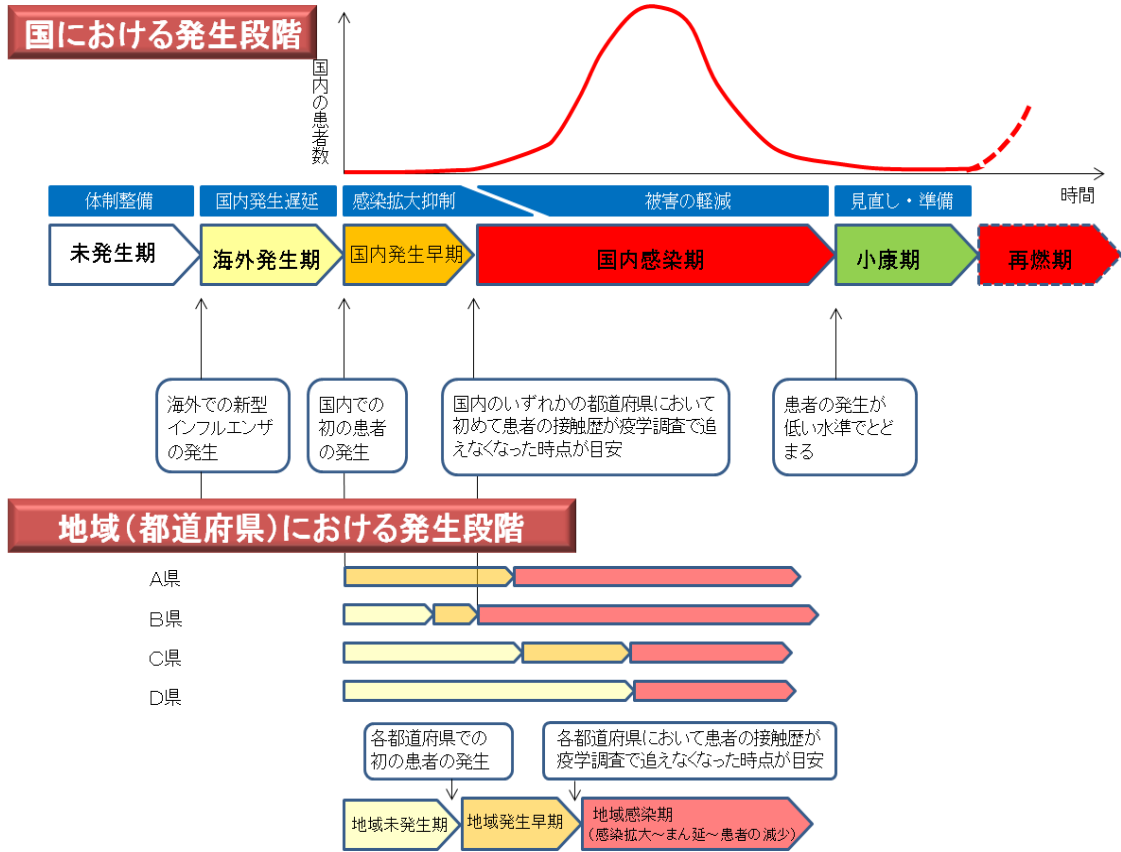 国における発生段階
国内の患者数
時間
体制整備
国内発生遅延
感染拡大抑制
被害の軽減
見直し・準備
未発生期
海外発生期
国内発生早期
国内感染期
小康期
再燃期
海外での新型
インフルエンザ
の発生
国内での
初の患者
の発生
国内のいずれかの都道府県において
初めて患者の接触歴が疫学調査で追
えなくなった時点が目安
患者の発生が
低い水準でとど
まる
地域(都道府県)における発生段階
A県
B県
C県
D県
各都道府県での
初の患者の発生
各都道府県において患者の接触歴が
疫学調査で追えなくなった時点が目安
地域未発生期
地域発生早期
地域感染期
(感染拡大~まん延~患者の減少)